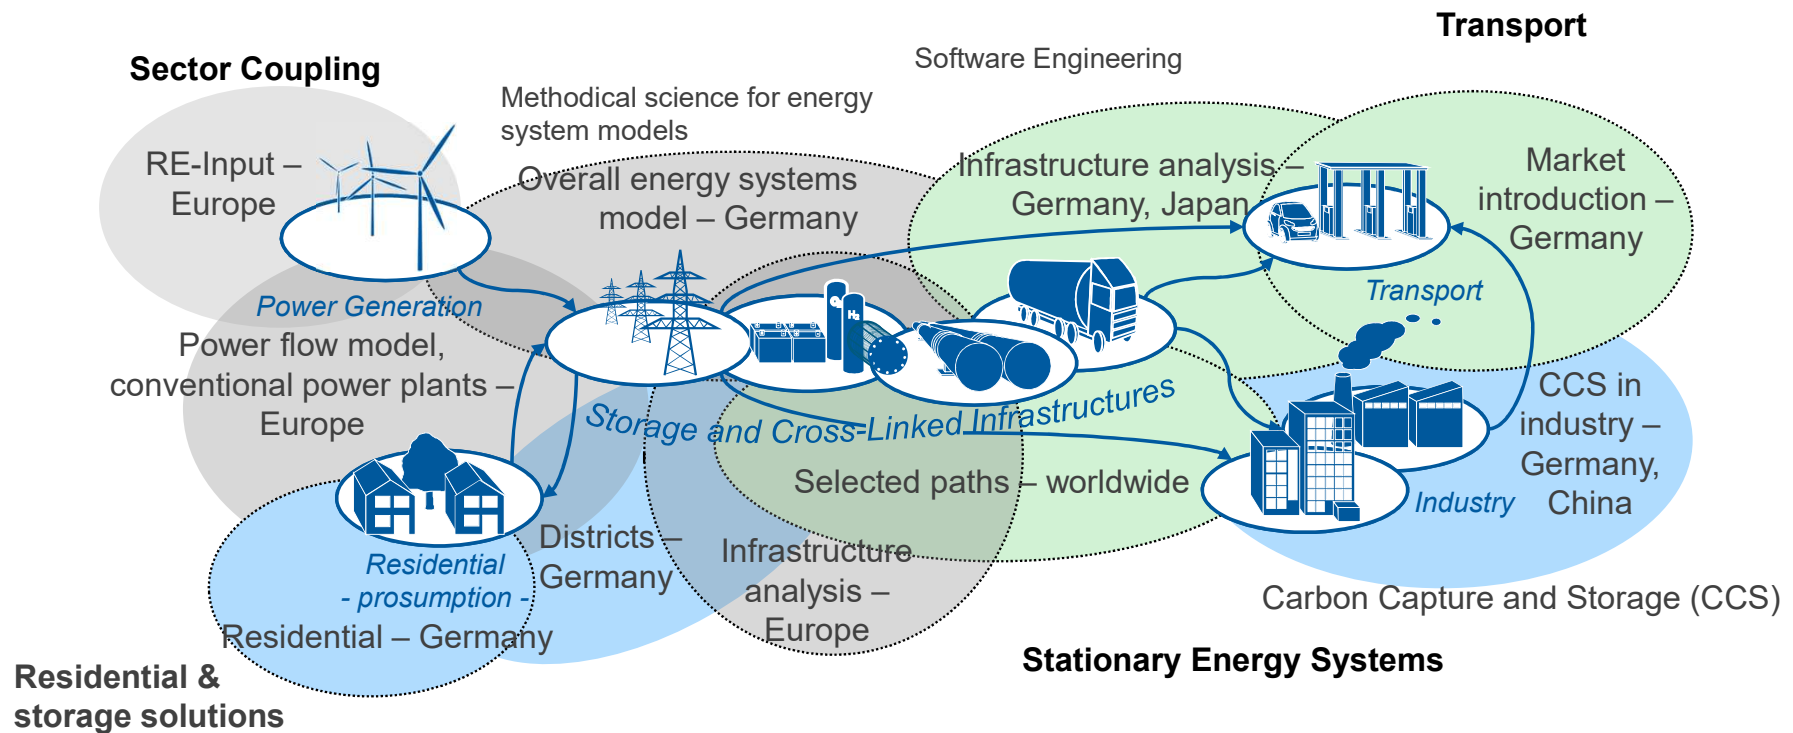 Transport
Software Engineering
Sector Coupling
Methodical science for energy
system models
RE-Input –
Europe
Overall energy systems
model – Germany
Infrastructure analysis –
Germany, Japan
Market
introduction –
Germany
Power Generation
Transport
H₂
Power flow model,
conventional power plants –
Europe
Storage and Cross-Linked Infrastructures
CCS in
industry –
Germany,
China
Selected paths – worldwide
Industry
Districts –
Germany
Infrastructure
analysis –
Europe
Residential
- prosumption -
Residential – Germany
Carbon Capture and Storage (CCS)
Stationary Energy Systems
Residential &
storage solutions